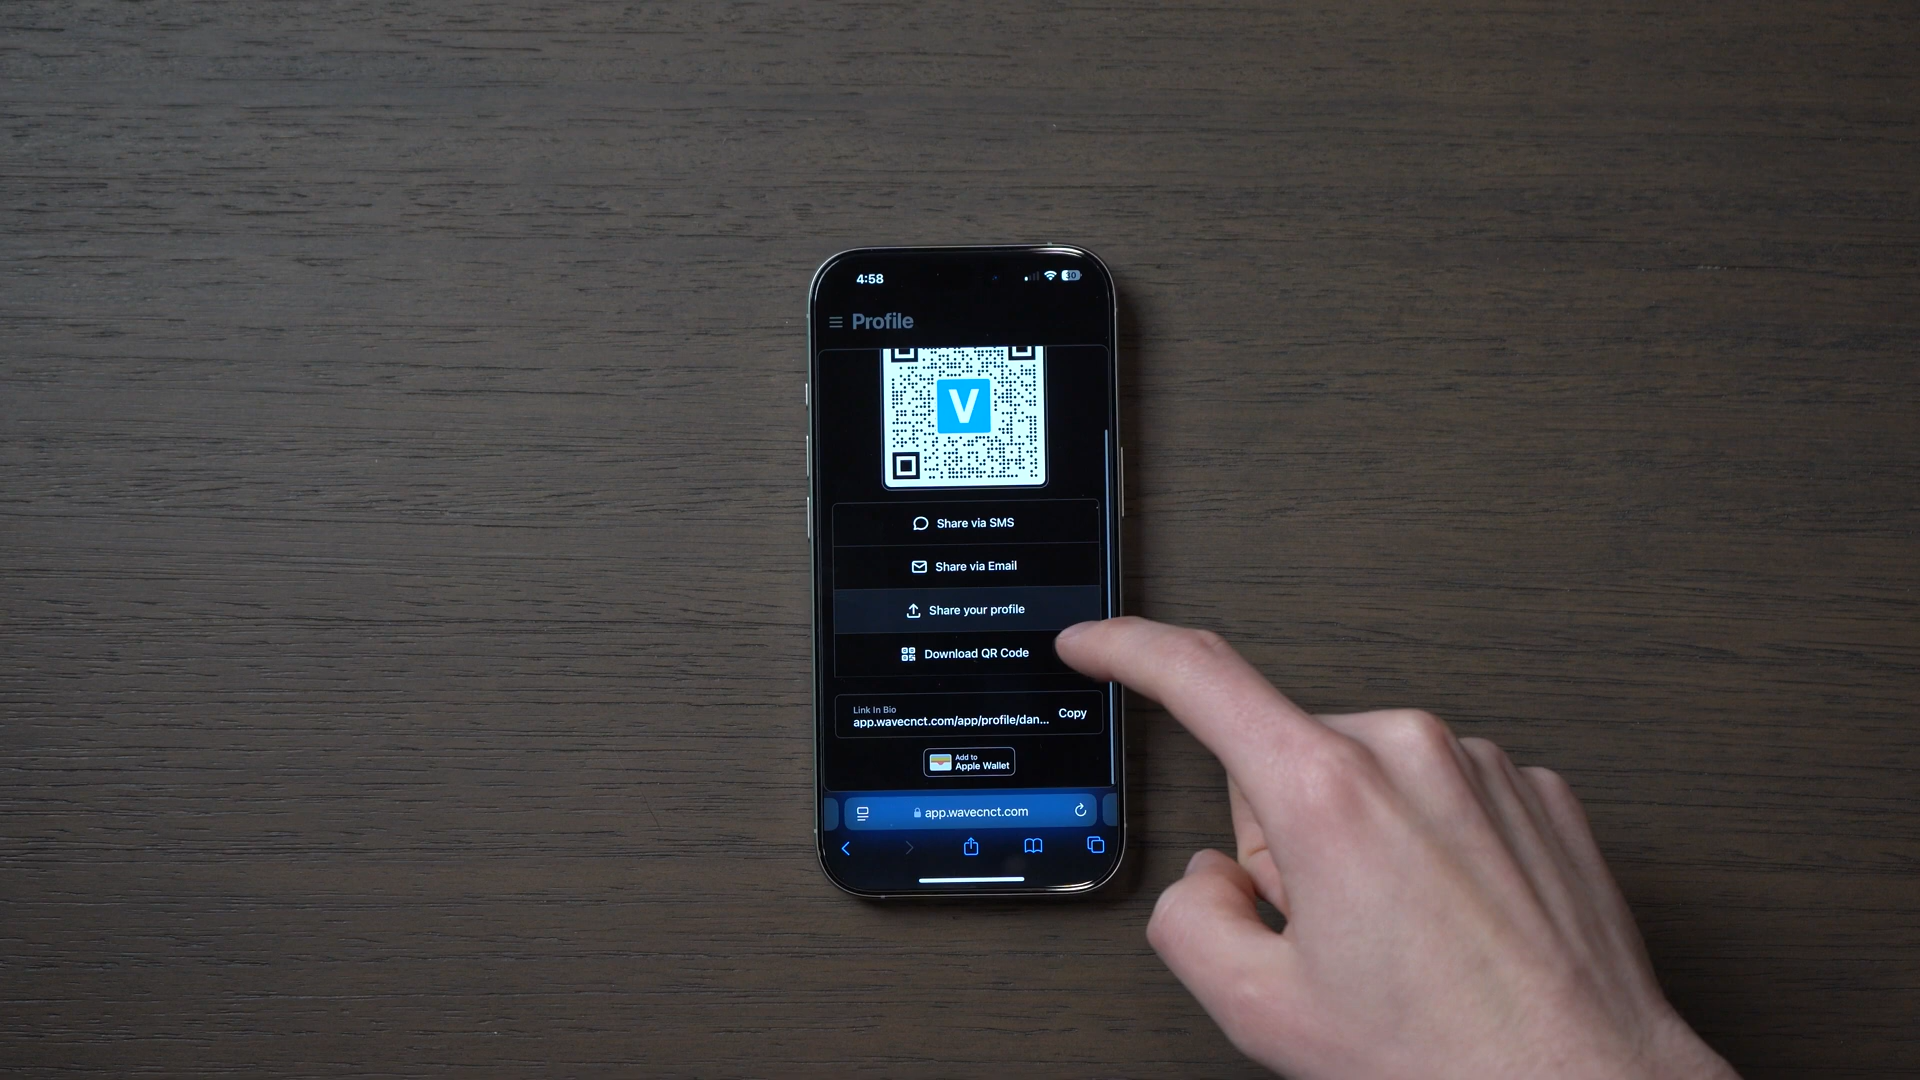 4:58
30
Profile
V
Share via SMS
Share via Email
Share your profile
Download QR Code
Link In Bio
app.wavecnct.com/app/profile/dan...
Copy
Add to
Apple Wallet
app.wavecnct.com